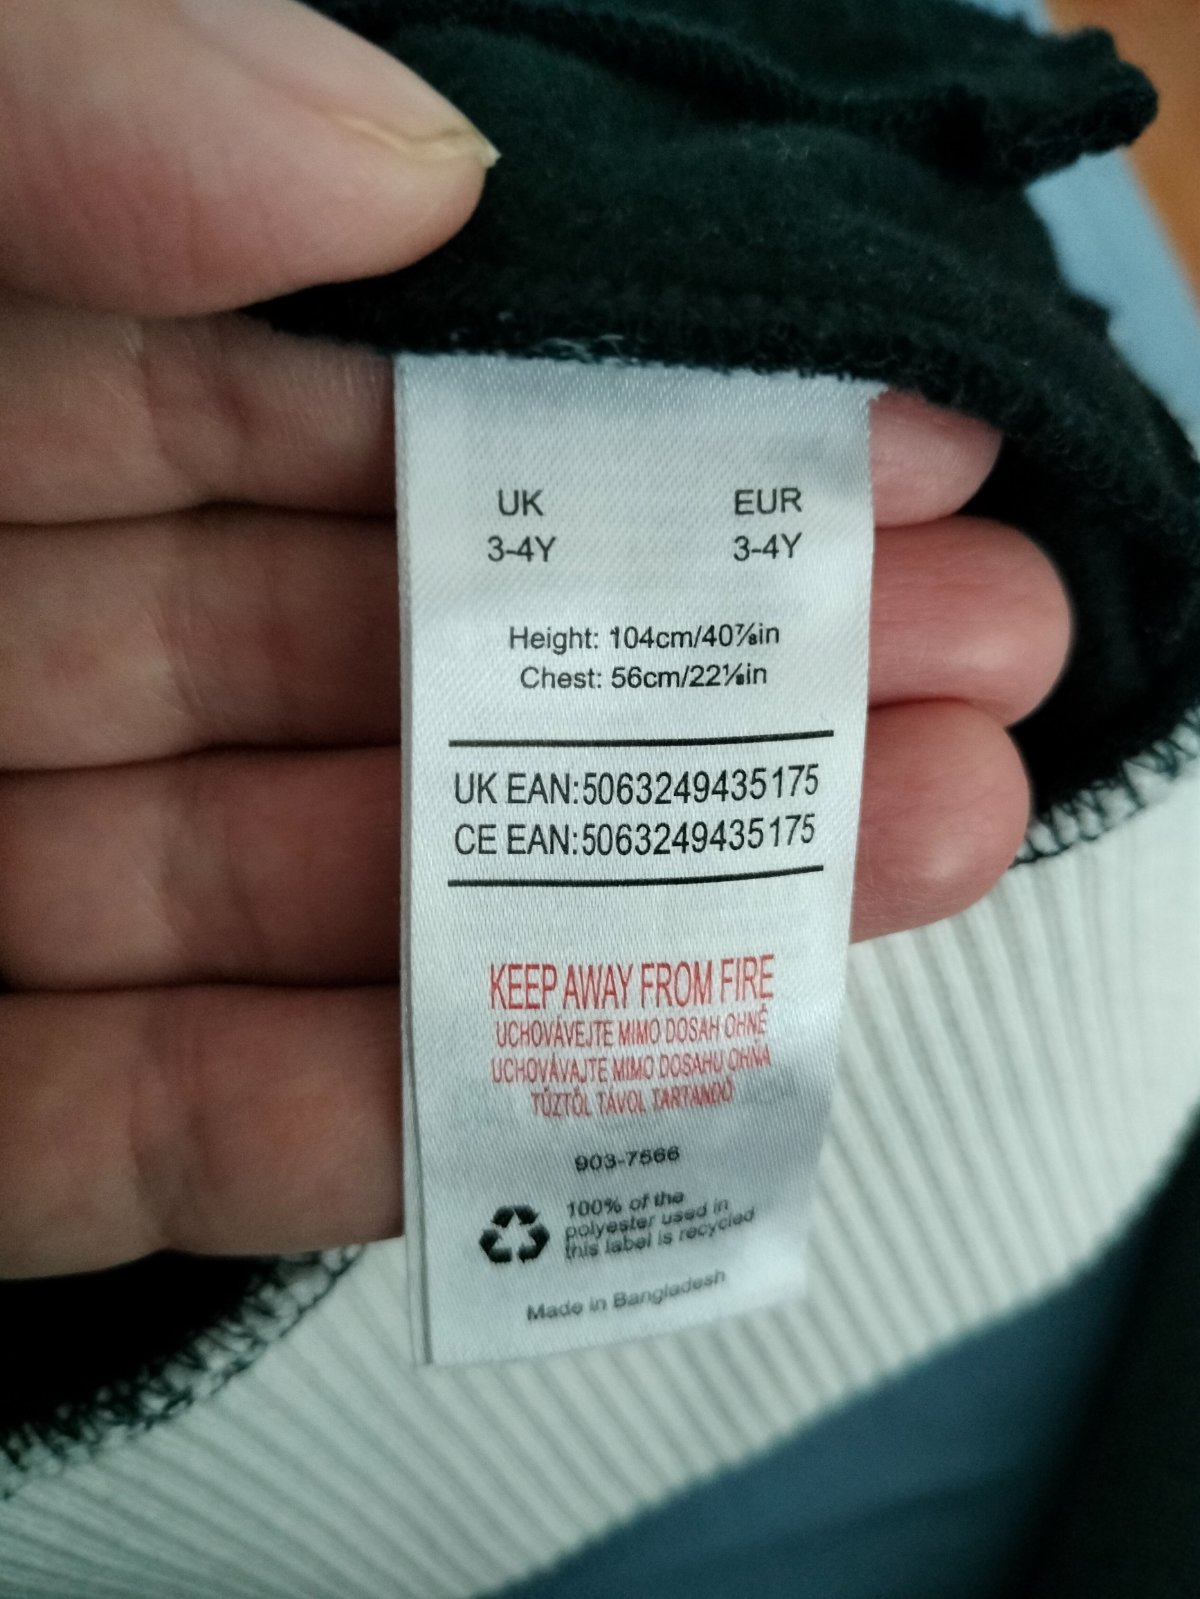 UK EUR
3-4Y 3-4Y
Height: 104cm/40⅞in
Chest: 56cm/22⅛in
UK EAN:5063249435175
CE EAN:5063249435175
KEEP AWAY FROM FIRE
UCHOVÁVEJTE MIMO DOSAH OHNĚ
UCHOVÁVAJTE MIMO DOSAHU OHŇA
TŰZTŐL TÁVOL TARTANDÓ
903-7566
100% of the
polyester used in
this label is recycled
Made in Bangladesh